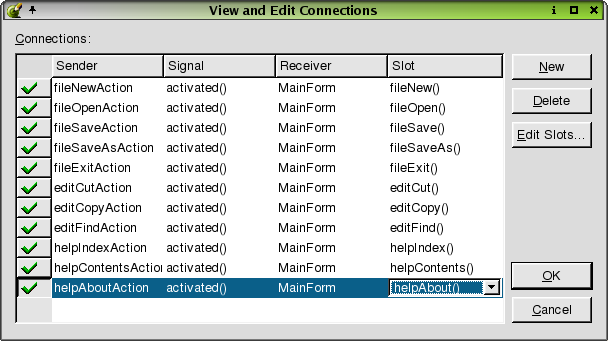 View and Edit Connections
Connections:
Sender Signal Receiver Slot
fileNewAction activated() MainForm fileNew()
fileOpenAction activated() MainForm fileOpen()
fileSaveAction activated() MainForm fileSave()
fileSaveAsAction activated() MainForm fileSaveAs()
fileExitAction activated() MainForm fileExit()
editCutAction activated() MainForm editCut()
editCopyAction activated() MainForm editCopy()
editFindAction activated() MainForm editFind()
helpIndexAction activated() MainForm helpIndex()
helpContentsAction activated() MainForm helpContents()
helpAboutAction activated() MainForm helpAbout()
New
Delete
Edit Slots...
OK
Cancel